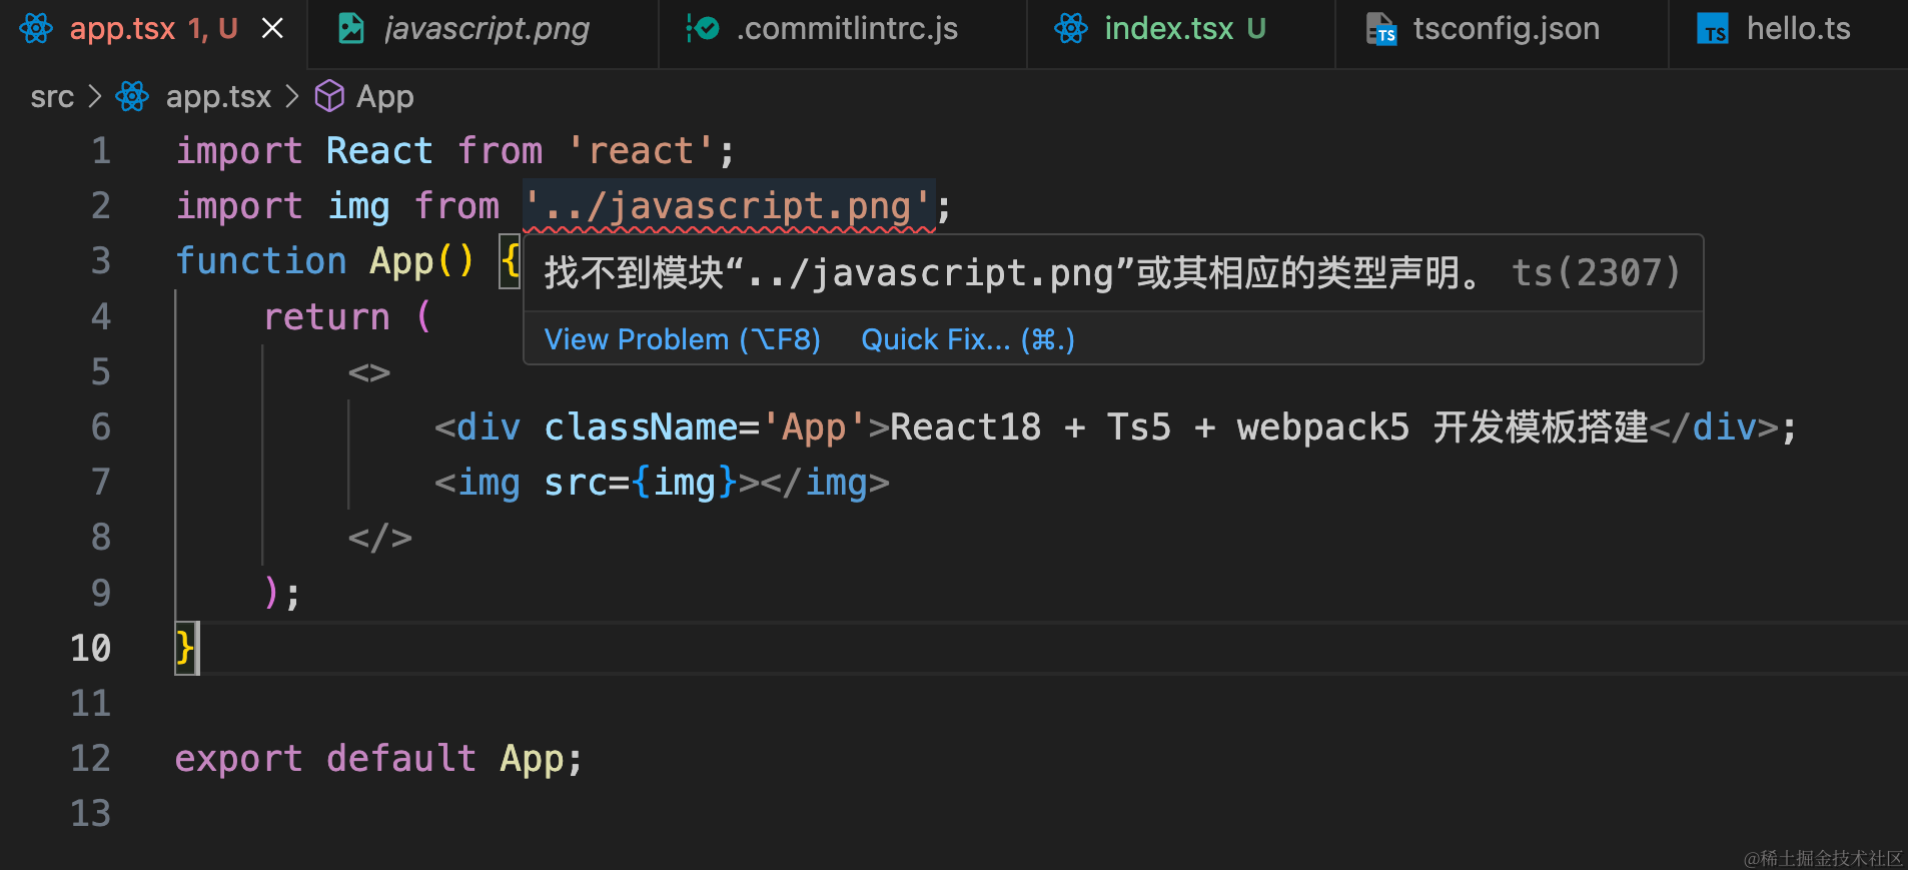 app.tsx 1, U
javascript.png
.commitlintrc.js
index.tsx U
tsconfig.json
TS hello.ts
src > app.tsx > App
1 import React from 'react';
2 import img from '../javascript.png';
3 function App() {
找不到模块“../javascript.png”或其相应的类型声明。 ts(2307)
4 return (
View Problem (⌥F8) Quick Fix... (⌘.)
5 <>
6 <div className='App'>React18 + Ts5 + webpack5 开发模板搭建</div>;
7 <img src={img}></img>
8 </>
9 );
10 }
11
12 export default App;
13
@稀土掘金技术社区